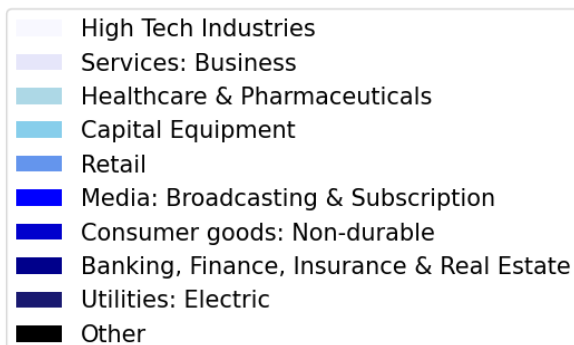 High Tech Industries
Services: Business
Healthcare & Pharmaceuticals
Capital Equipment
Retail
Media: Broadcasting & Subscription
Consumer goods: Non-durable
Banking, Finance, Insurance & Real Estate
Utilities: Electric
Other